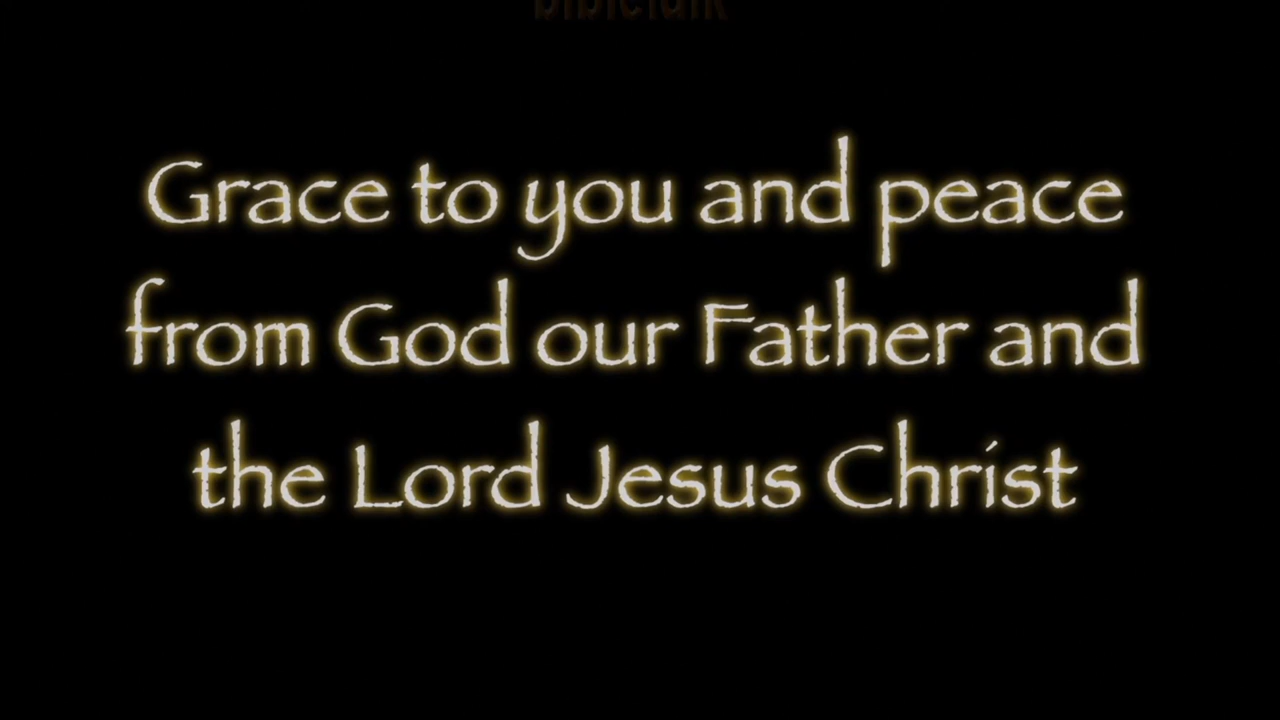 Grace to you and peace
from God our Father and
the Lord Jesus Christ